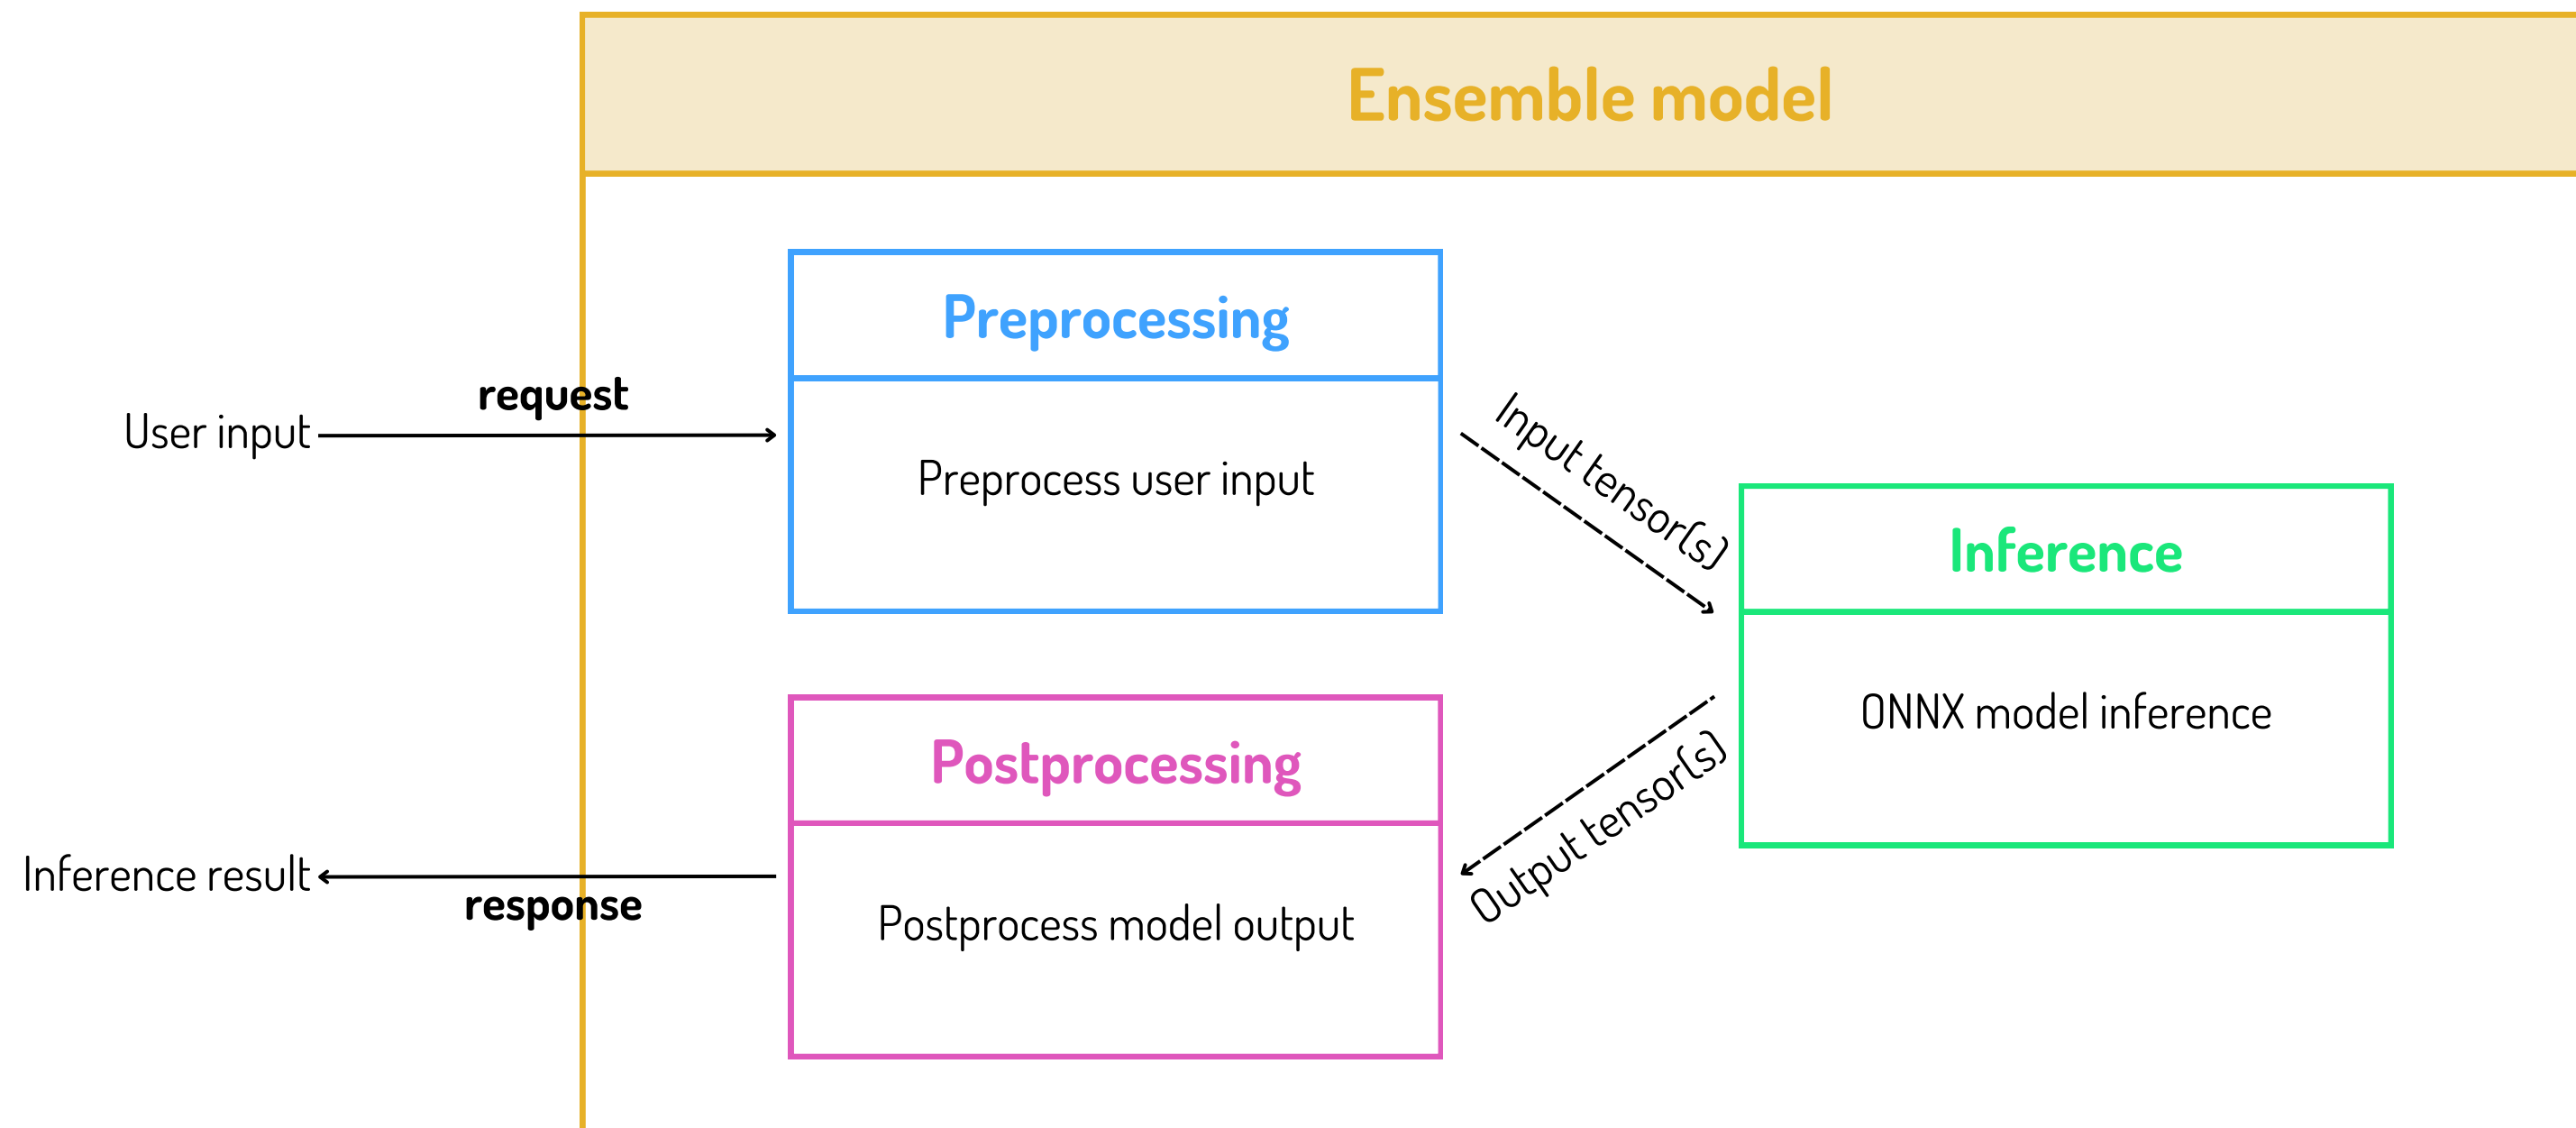 Ensemble model
Preprocessing
request
User input
Preprocess user input
Input tensor(s)
Inference
ONNX model inference
Postprocessing
Output tensor(s)
Inference result
response
Postprocess model output